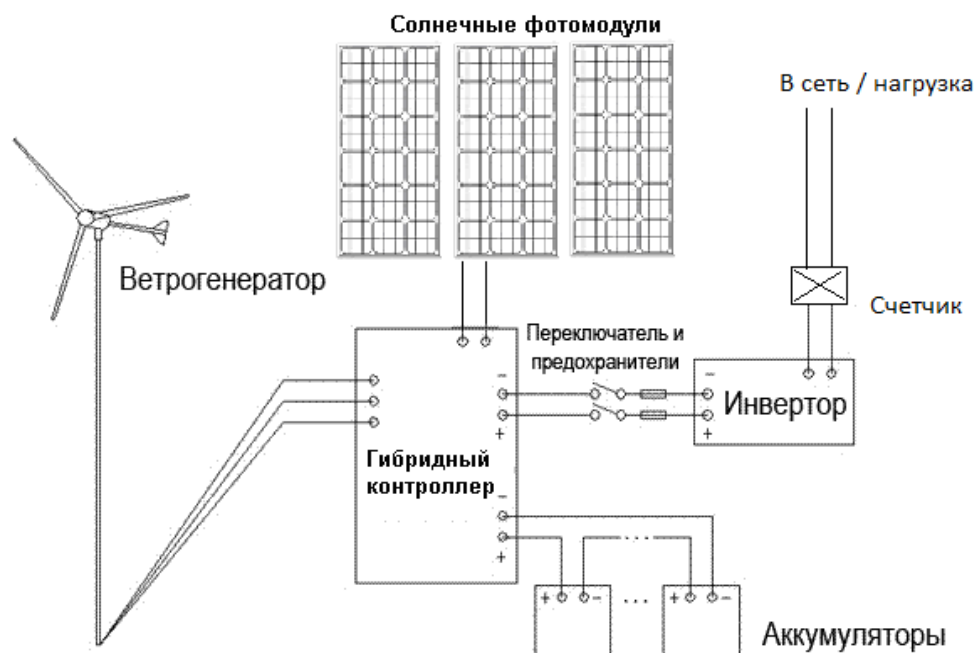 Солнечные фотомодули
В сеть / нагрузка
Ветрогенератор
Счетчик
Переключатель и
предохранители
−
−
Инвертор
+
+
Гибридный
контроллер
−
+
+ − ... + −
...
Аккумуляторы